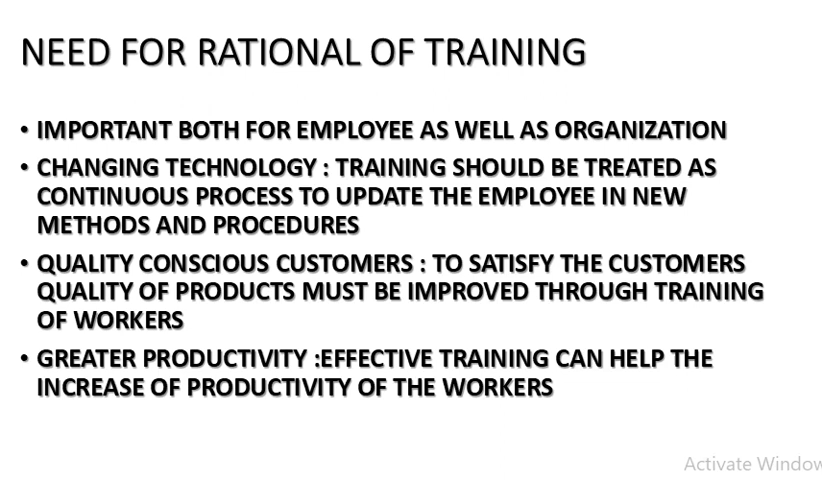 NEED FOR RATIONAL OF TRAINING
• IMPORTANT BOTH FOR EMPLOYEE AS WELL AS ORGANIZATION
• CHANGING TECHNOLOGY : TRAINING SHOULD BE TREATED AS
CONTINUOUS PROCESS TO UPDATE THE EMPLOYEE IN NEW
METHODS AND PROCEDURES
• QUALITY CONSCIOUS CUSTOMERS : TO SATISFY THE CUSTOMERS
QUALITY OF PRODUCTS MUST BE IMPROVED THROUGH TRAINING
OF WORKERS
• GREATER PRODUCTIVITY :EFFECTIVE TRAINING CAN HELP THE
INCREASE OF PRODUCTIVITY OF THE WORKERS
Activate Window